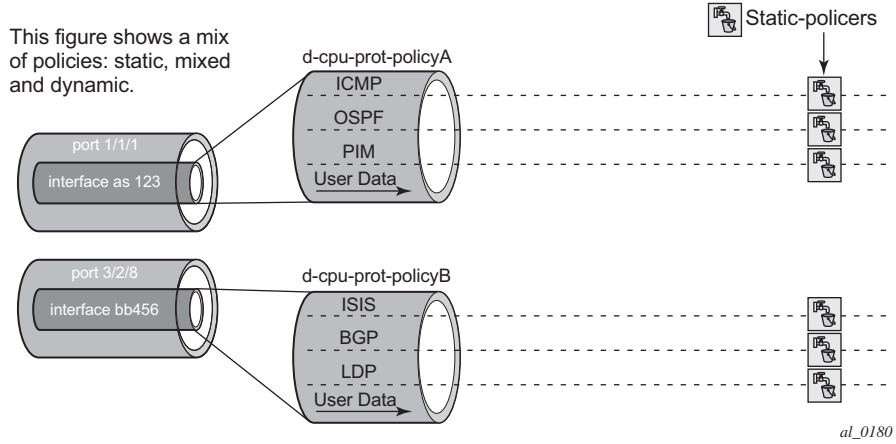 Static-policers
This figure shows a mix
of policies: static, mixed
and dynamic.
d-cpu-prot-policyA
ICMP
OSPF
PIM
User Data
port 1/1/1
interface as 123
port 3/2/8
interface bb456
d-cpu-prot-policyB
ISIS
BGP
LDP
User Data
al_0180